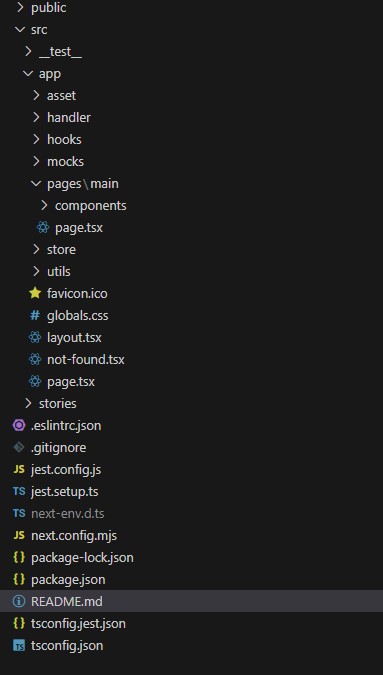 public
src
__test__
app
asset
handler
hooks
mocks
pages\main
components
page.tsx
store
utils
favicon.ico
# globals.css
layout.tsx
not-found.tsx
page.tsx
stories
.eslintrc.json
.gitignore
JS jest.config.js
TS jest.setup.ts
TS next-env.d.ts
JS next.config.mjs
{} package-lock.json
{} package.json
README.md
{} tsconfig.jest.json
TS tsconfig.json